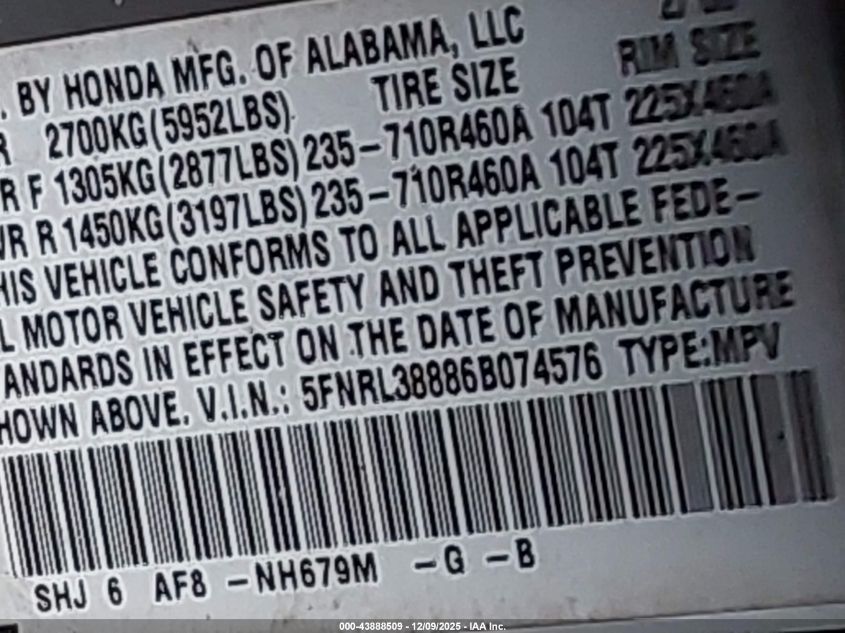 . BY HONDA MFG. OF ALABAMA, LLC
R 2700KG(5952LBS) TIRE SIZE RIM SIZE
R F 1305KG(2877LBS) 235-710R460A 104T 225X460A
VR R 1450KG(3197LBS) 235-710R460A 104T 225X460A
HIS VEHICLE CONFORMS TO ALL APPLICABLE FEDE-
L MOTOR VEHICLE SAFETY AND THEFT PREVENTION
ANDARDS IN EFFECT ON THE DATE OF MANUFACTURE
HOWN ABOVE. V.I.N.: 5FNRL38886B074576 TYPE:MPV
SHJ 6 AF8 -NH679M -G -B
000-43888509 - 12/09/2025 - IAA Inc.